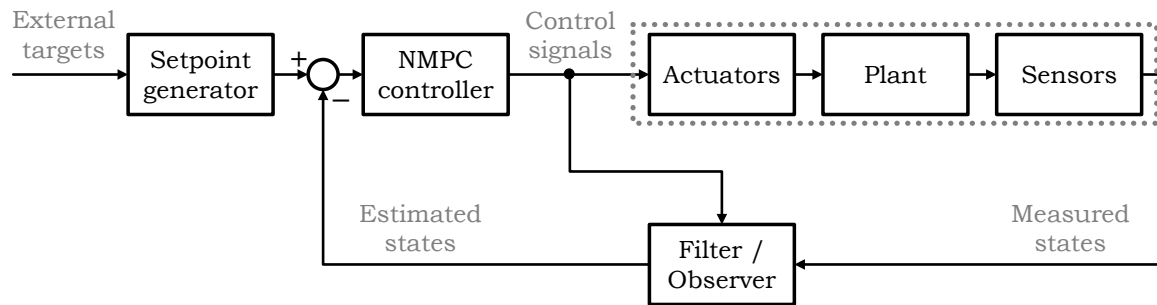 External
targets
Setpoint
generator
+
−
NMPC
controller
Control
signals
Actuators
Plant
Sensors
Estimated
states
Filter /
Observer
Measured
states